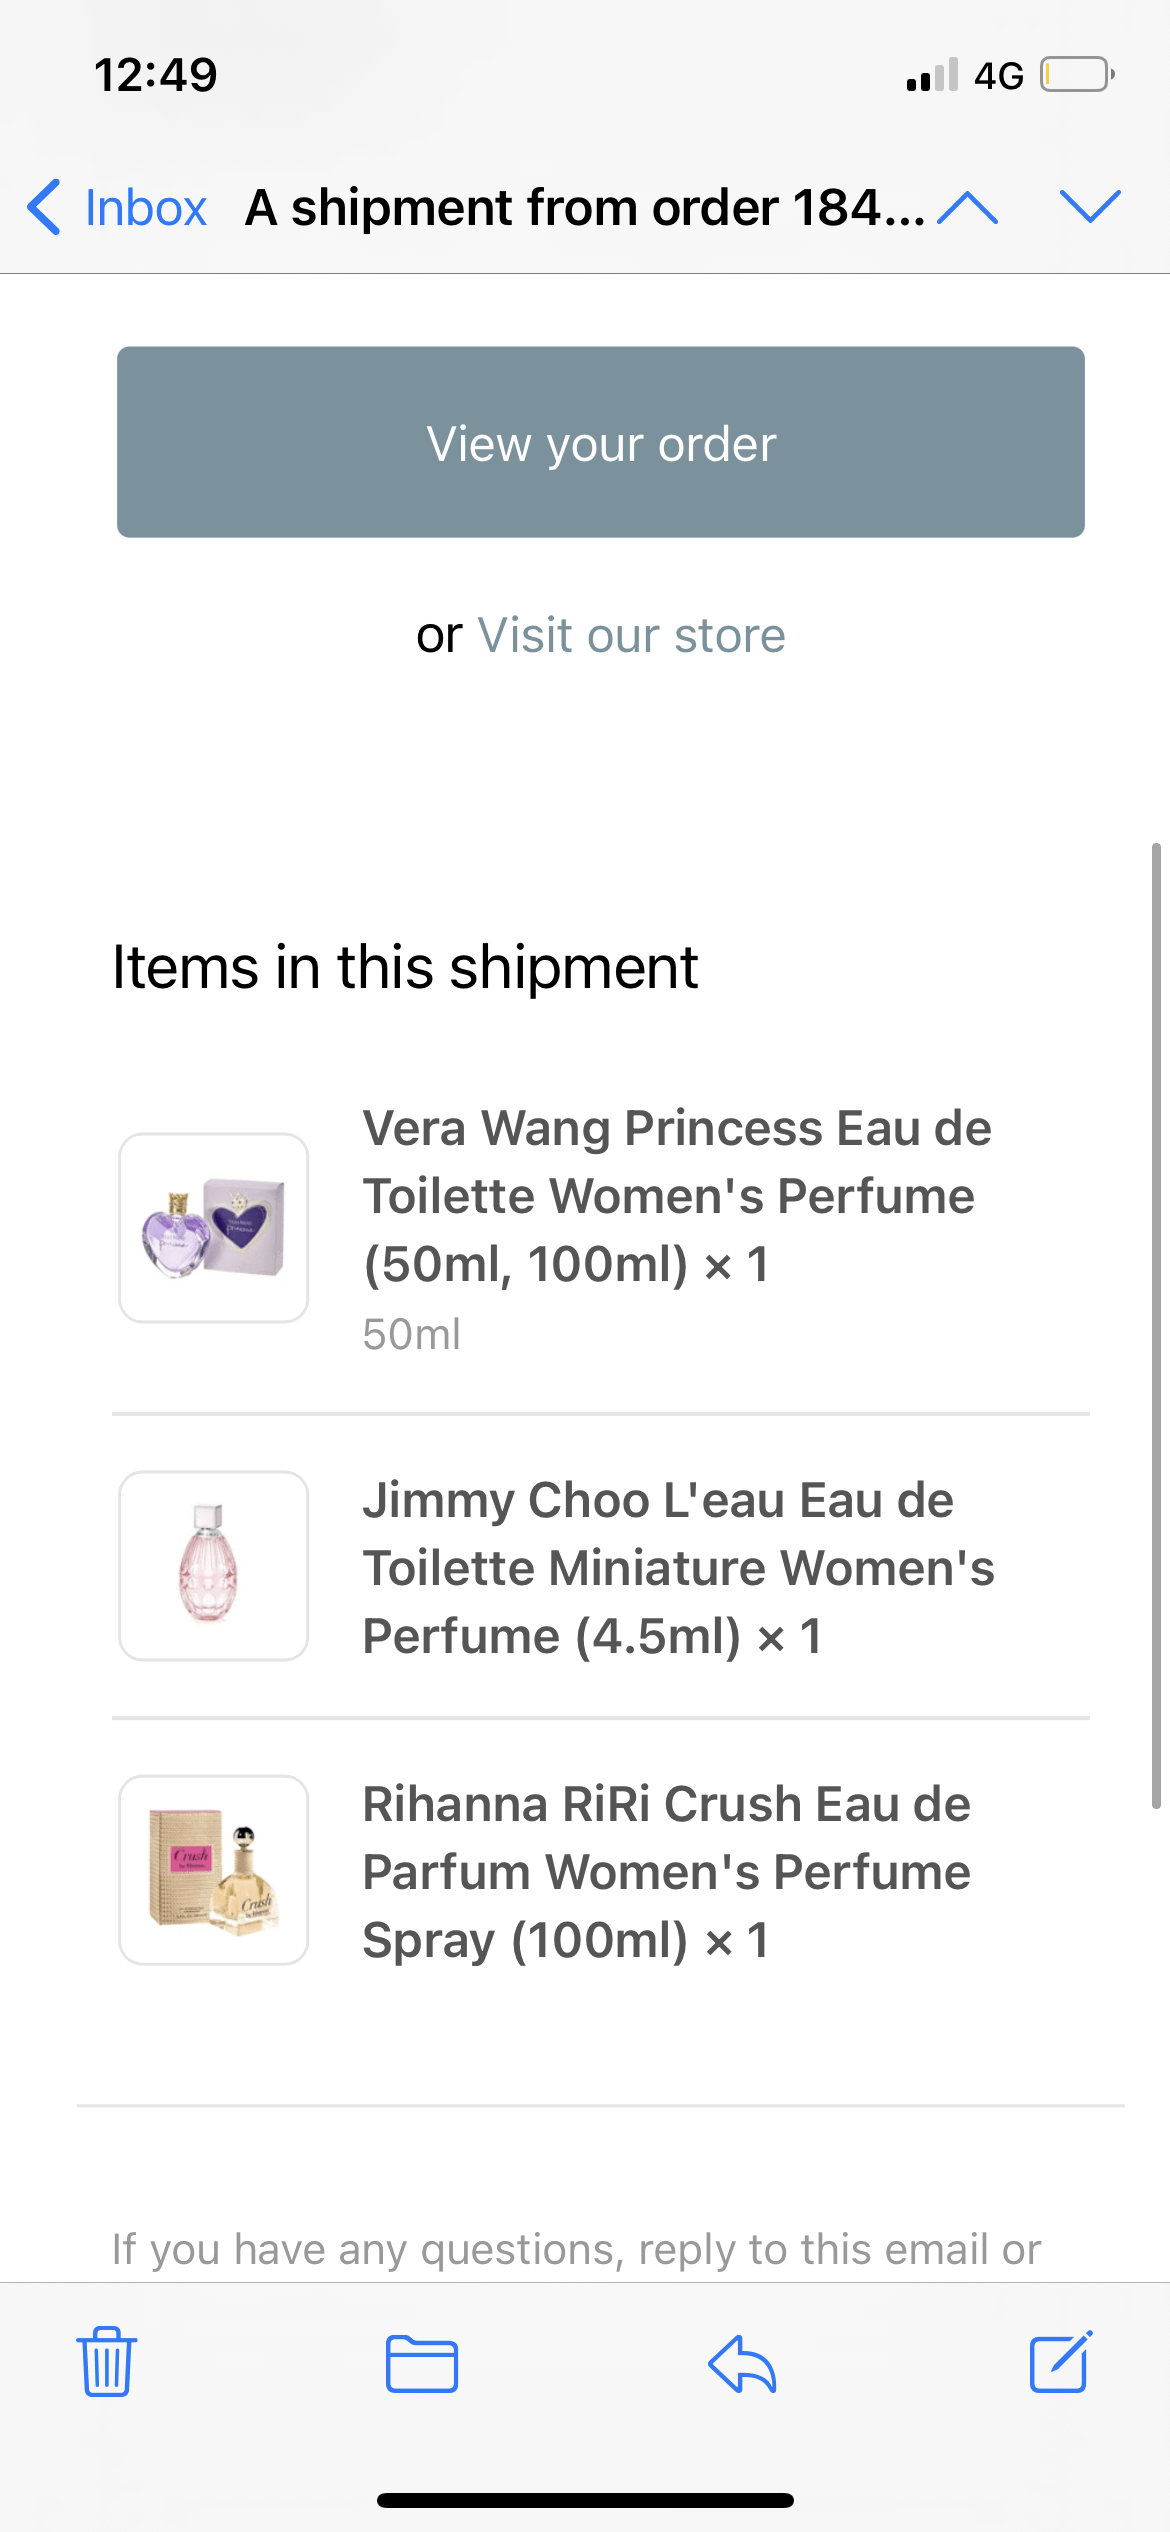 12:49
4G
Inbox
A shipment from order 184...
View your order
or Visit our store
Items in this shipment
Vera Wang Princess Eau de
Toilette Women's Perfume
(50ml, 100ml) × 1
50ml
Jimmy Choo L'eau Eau de
Toilette Miniature Women's
Perfume (4.5ml) × 1
Crush
Crush
Rihanna RiRi Crush Eau de
Parfum Women's Perfume
Spray (100ml) × 1
If you have any questions, reply to this email or